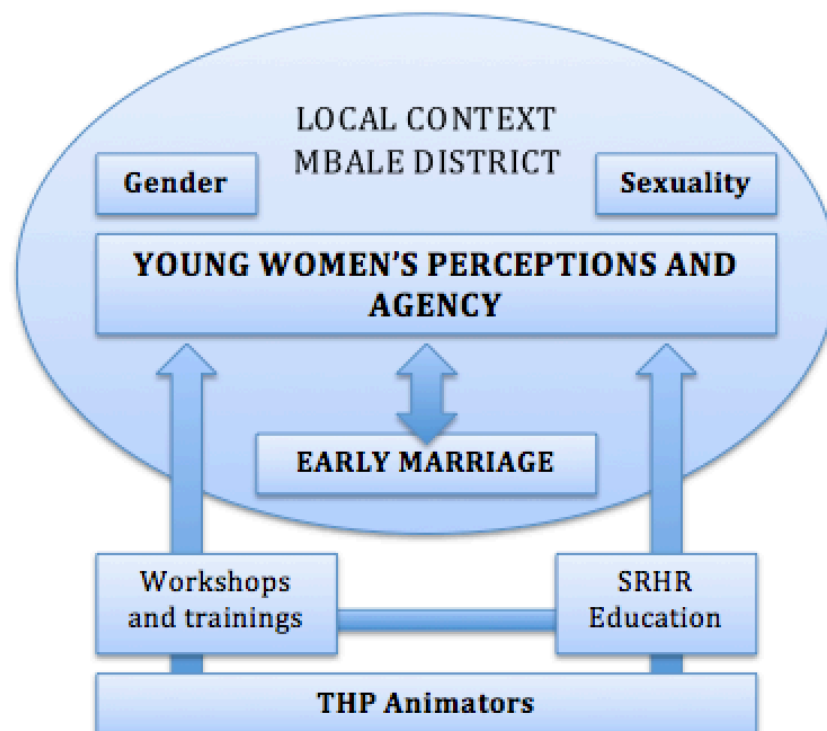 LOCAL CONTEXT
MBALE DISTRICT
Gender
Sexuality
YOUNG WOMEN’S PERCEPTIONS AND
AGENCY
EARLY MARRIAGE
Workshops
and trainings
SRHR
Education
THP Animators